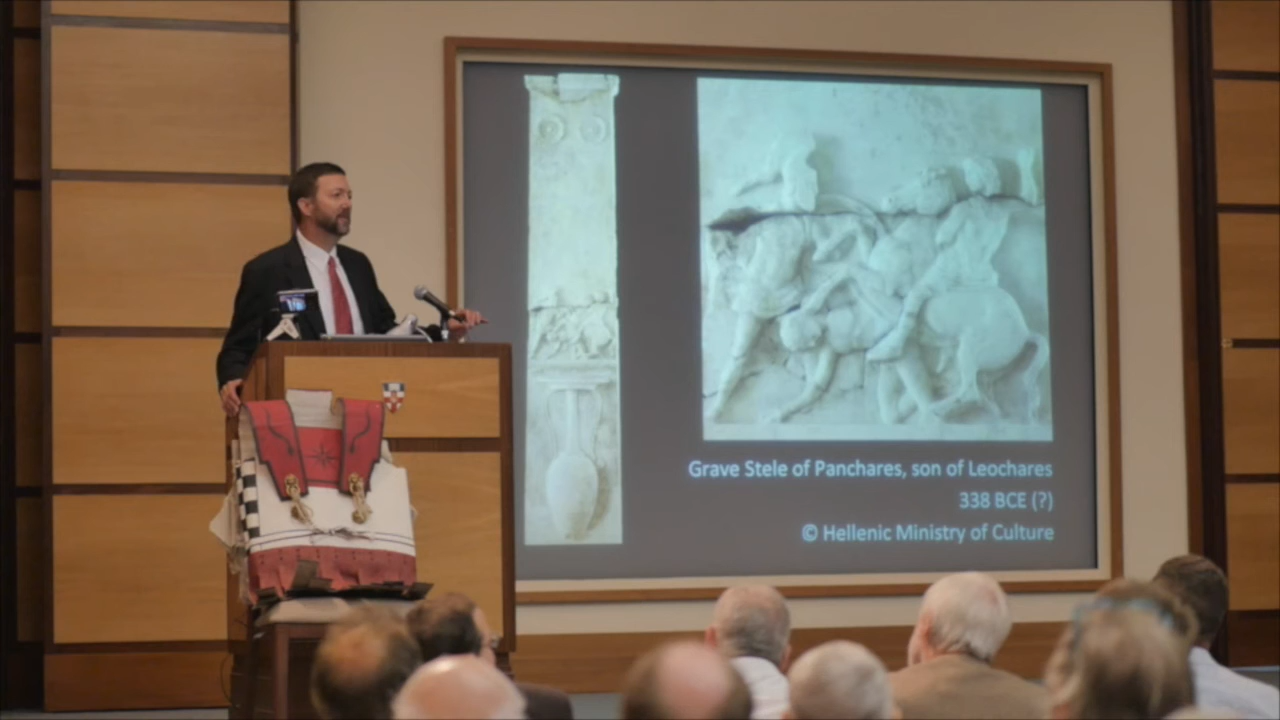 Grave Stele of Panchares, son of Leochares
338 BCE (?)
© Hellenic Ministry of Culture